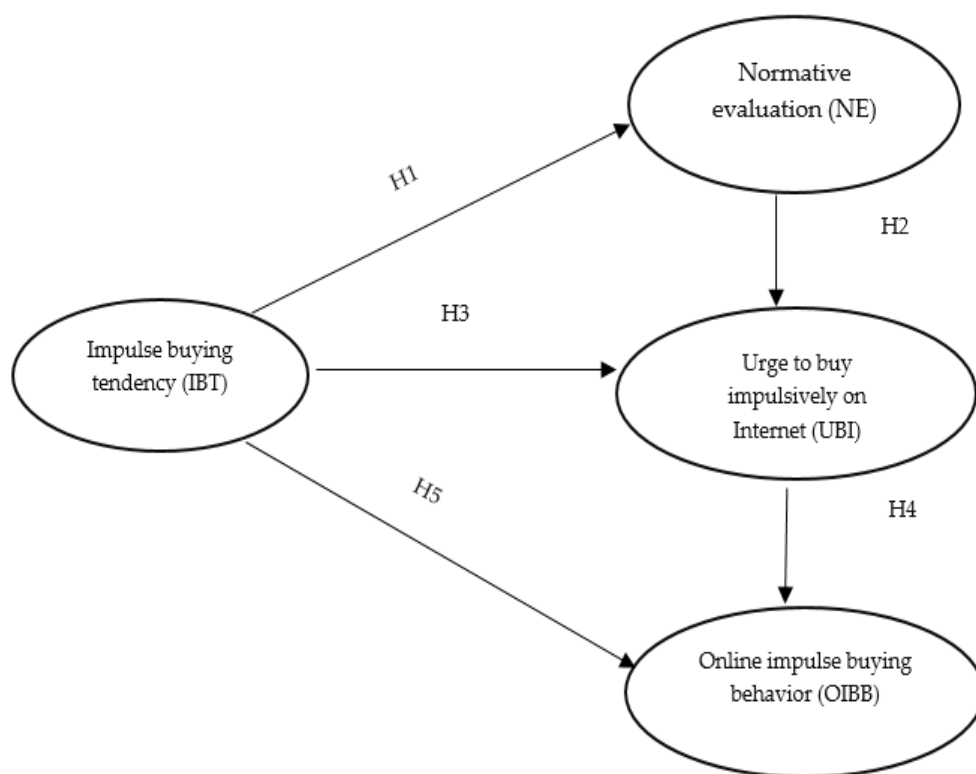 Normative
evaluation (NE)
H1
H2
H3
Impulse buying
tendency (IBT)
Urge to buy
impulsively on
Internet (UBI)
H5
H4
Online impulse buying
behavior (OIBB)